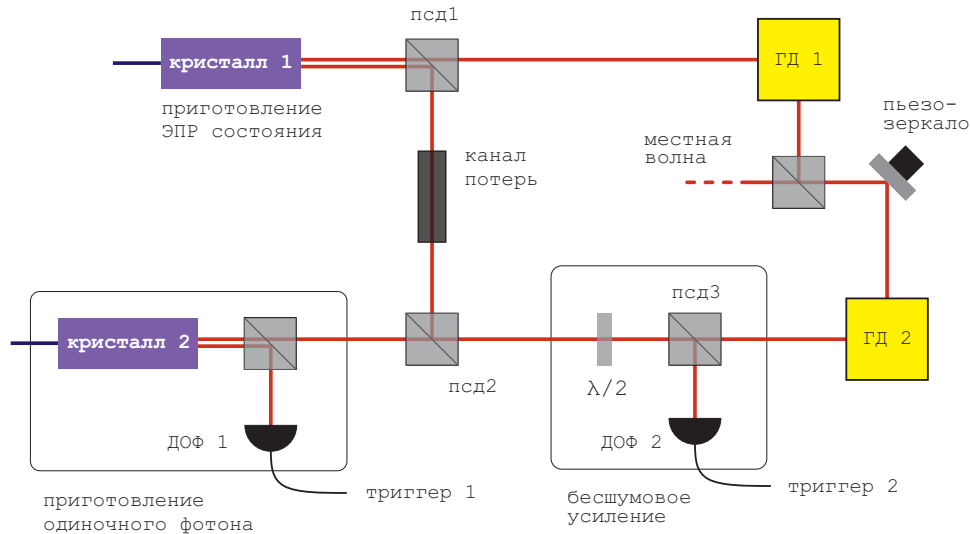 псд1
кристалл 1
ГД 1
приготовление
ЭПР состояния
пьезо-
зеркало
местная
волна
канал
потерь
псд3
кристалл 2
ГД 2
псд2
λ/2
ДОФ 1
ДОФ 2
триггер 1
триггер 2
приготовление
одиночного фотона
бесшумовое
усиление